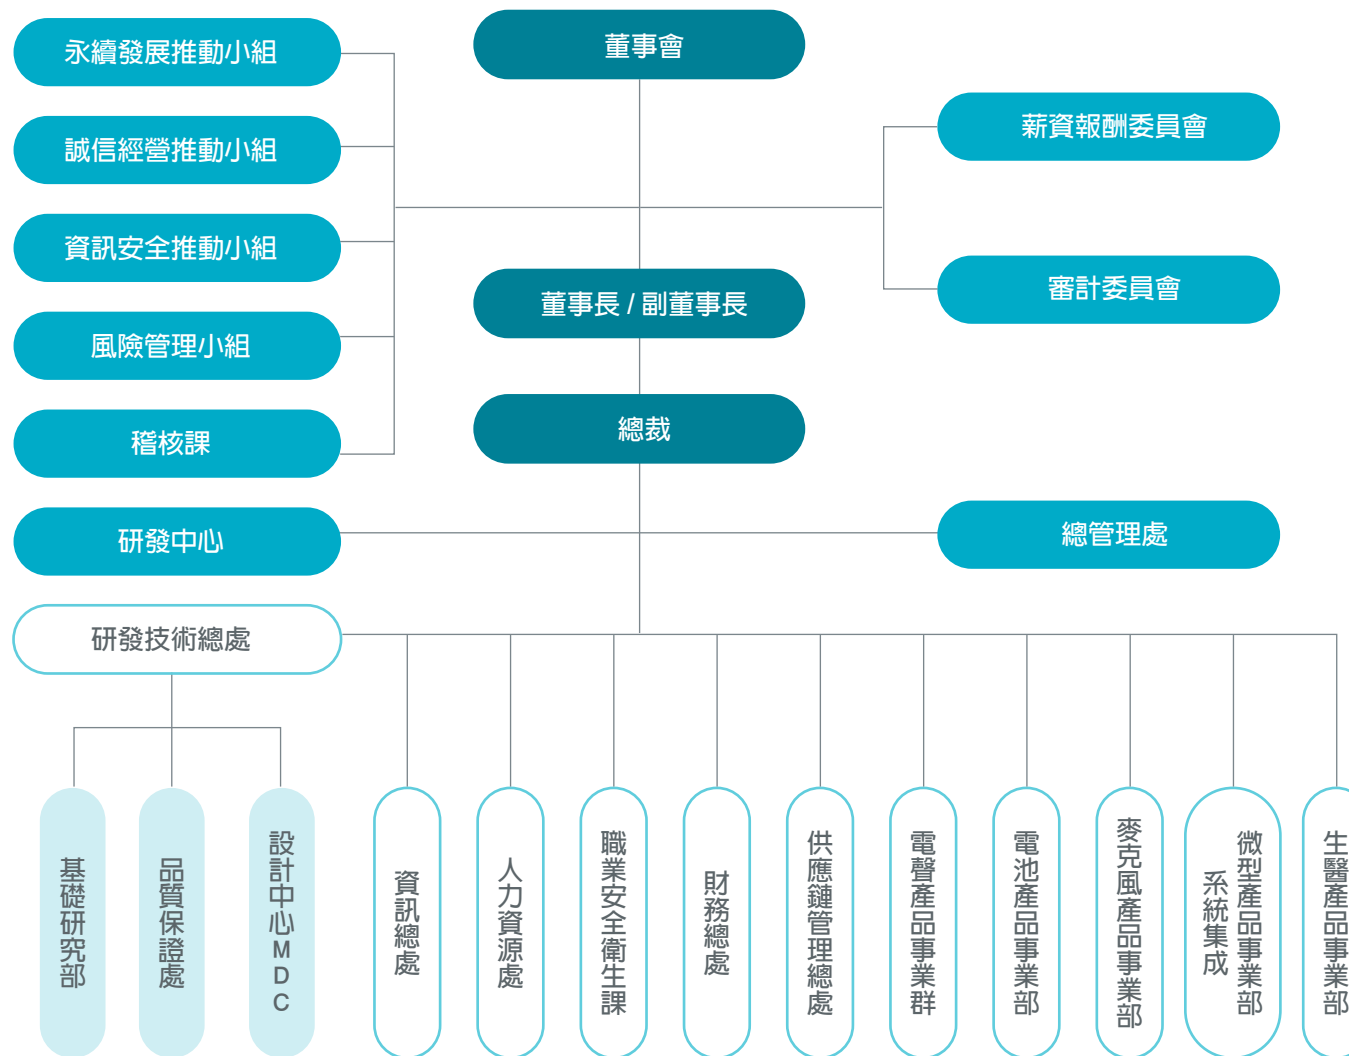 董事會
永續發展推動小組
誠信經營推動小組
資訊安全推動小組
風險管理小組
稽核課
薪資報酬委員會
審計委員會
董事長 / 副董事長
總裁
研發中心
總管理處
研發技術總處
基礎研究部
品質保證處
設計中心MDC
資訊總處
人力資源處
職業安全衛生課
財務總處
供應鏈管理總處
電聲產品事業群
電池產品事業部
麥克風產品事業部
微型產品事業部
系統集成
生醫產品事業部